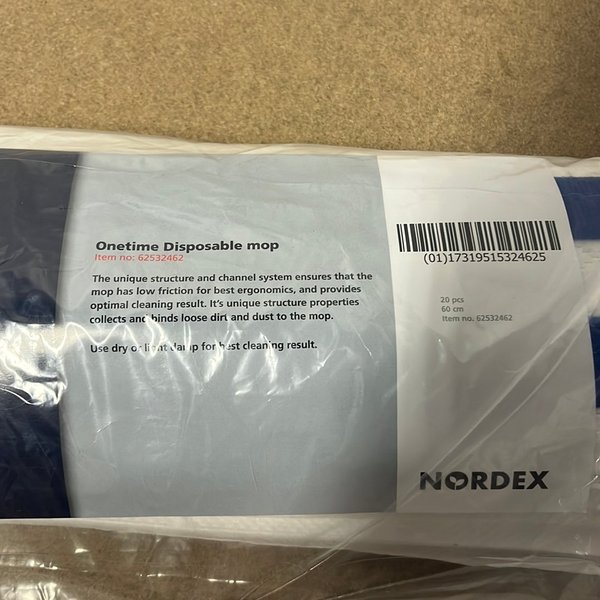 Onetime Disposable mop
Item no: 62532462
The unique structure and channel system ensures that the
mop has low friction for best ergonomics, and provides
optimal cleaning result. It's unique structure properties
collects and binds loose dirt and dust to the mop.
Use dry or light damp for best cleaning result.
(01)17319515324625
20 pcs
60 cm
Item no. 62532462
NORDEX